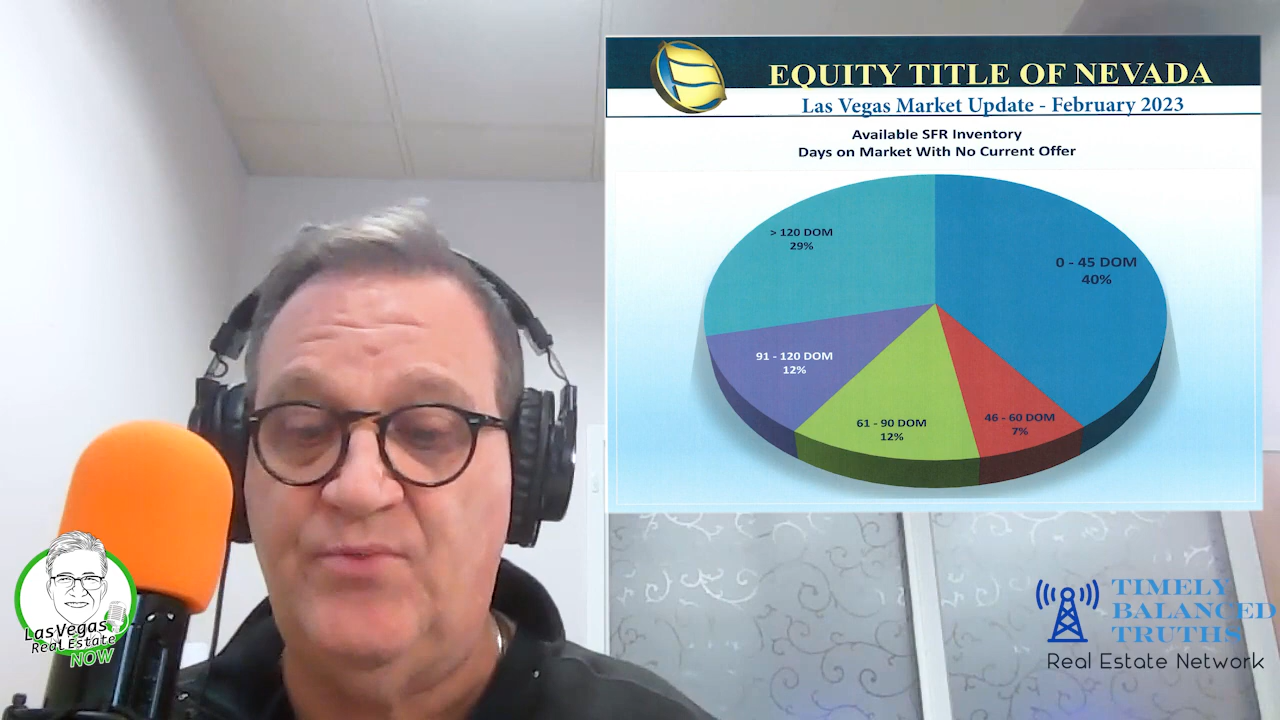 EQUITY TITLE OF NEVADA
Las Vegas Market Update - February 2023
Available SFR Inventory
Days on Market With No Current Offer
> 120 DOM
29%
0 - 45 DOM
40%
91 - 120 DOM
12%
61 - 90 DOM
12%
46 - 60 DOM
7%
LasVegas
Real Estate
NOW
TIMELY
BALANCED
TRUTHS
Real Estate Network